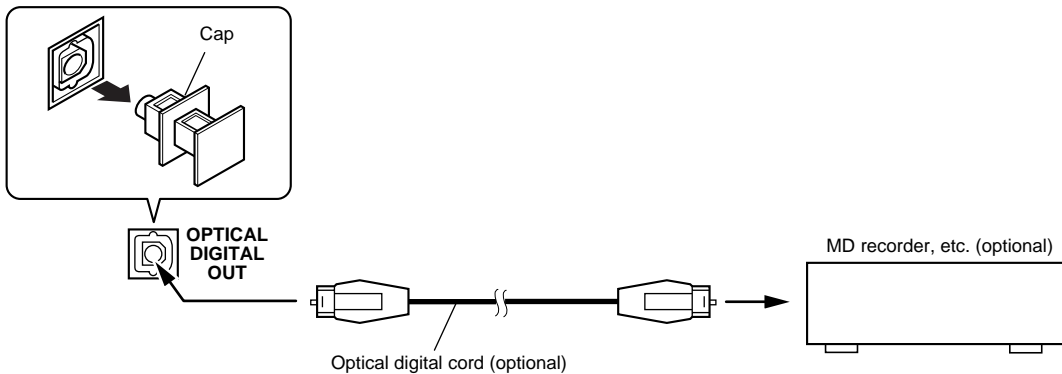 Cap
OPTICAL
DIGITAL
OUT
MD recorder, etc. (optional)
Optical digital cord (optional)